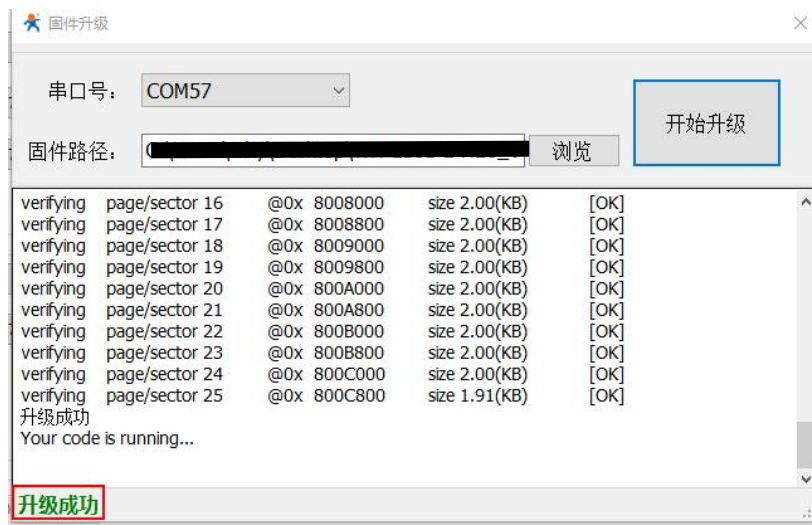 固件升级
串口号： COM57
开始升级
固件路径： 浏览
verifying page/sector 16 @0x 8008000 size 2.00(KB) [OK]
verifying page/sector 17 @0x 8008800 size 2.00(KB) [OK]
verifying page/sector 18 @0x 8009000 size 2.00(KB) [OK]
verifying page/sector 19 @0x 8009800 size 2.00(KB) [OK]
verifying page/sector 20 @0x 800A000 size 2.00(KB) [OK]
verifying page/sector 21 @0x 800A800 size 2.00(KB) [OK]
verifying page/sector 22 @0x 800B000 size 2.00(KB) [OK]
verifying page/sector 23 @0x 800B800 size 2.00(KB) [OK]
verifying page/sector 24 @0x 800C000 size 2.00(KB) [OK]
verifying page/sector 25 @0x 800C800 size 1.91(KB) [OK]
升级成功
Your code is running...
升级成功